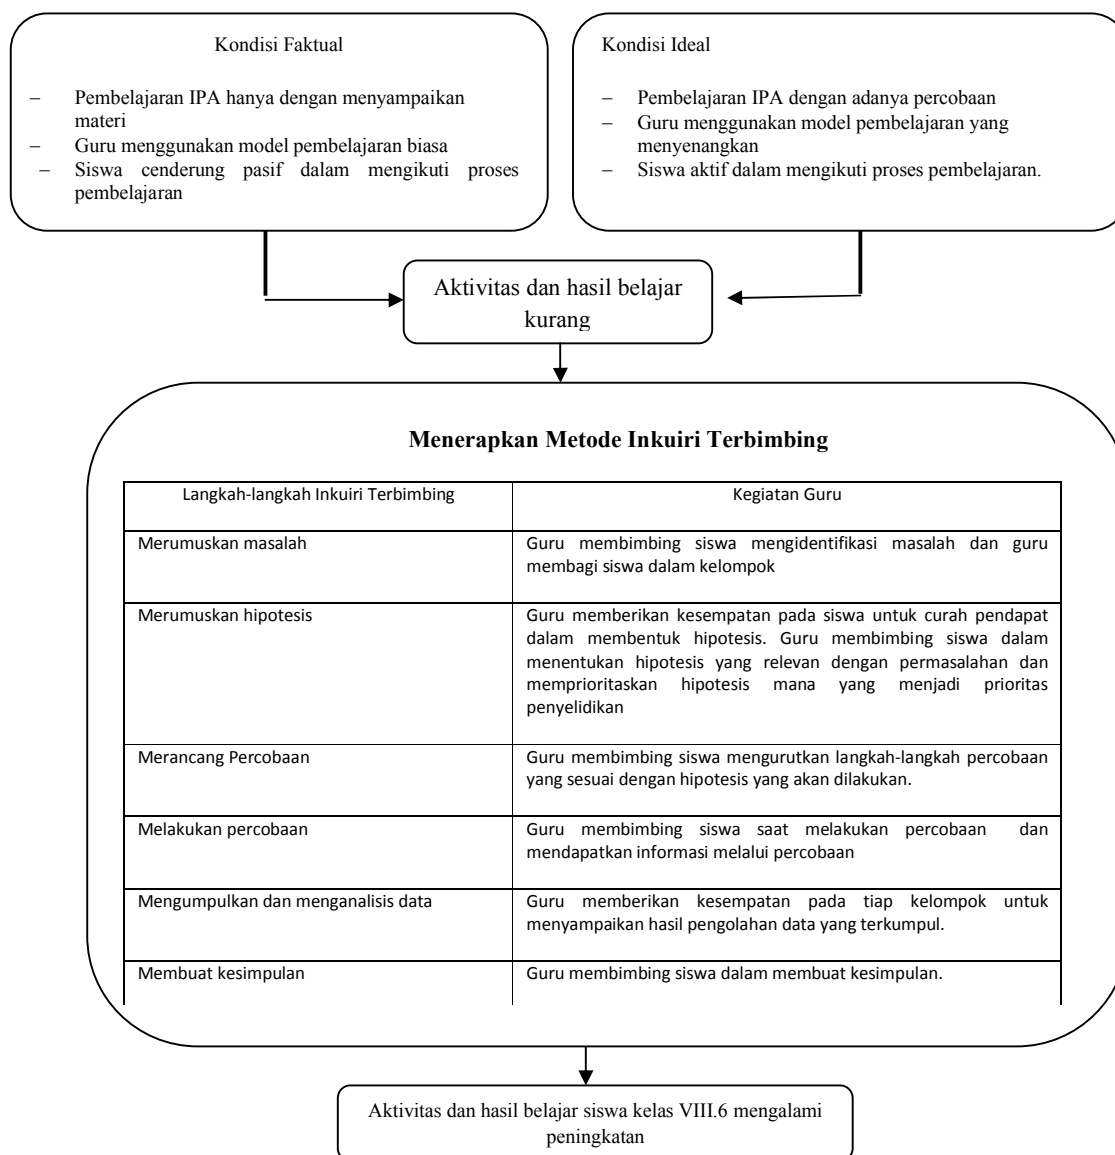 Kondisi Faktual
– Pembelajaran IPA hanya dengan menyampaikan
materi
– Guru menggunakan model pembelajaran biasa
– Siswa cenderung pasif dalam mengikuti proses
pembelajaran
Kondisi Ideal
– Pembelajaran IPA dengan adanya percobaan
– Guru menggunakan model pembelajaran yang
menyenangkan
– Siswa aktif dalam mengikuti proses pembelajaran.
Aktivitas dan hasil belajar
kurang
Menerapkan Metode Inkuiri Terbimbing
Langkah-langkah Inkuiri Terbimbing
Kegiatan Guru
Merumuskan masalah
Guru membimbing siswa mengidentifikasi masalah dan guru
membagi siswa dalam kelompok
Merumuskan hipotesis
Guru memberikan kesempatan pada siswa untuk curah pendapat
dalam membentuk hipotesis. Guru membimbing siswa dalam
menentukan hipotesis yang relevan dengan permasalahan dan
memprioritaskan hipotesis mana yang menjadi prioritas
penyelidikan
Merancang Percobaan
Guru membimbing siswa mengurutkan langkah-langkah percobaan
yang sesuai dengan hipotesis yang akan dilakukan.
Melakukan percobaan
Guru membimbing siswa saat melakukan percobaan dan
mendapatkan informasi melalui percobaan
Mengumpulkan dan menganalisis data
Guru memberikan kesempatan pada tiap kelompok untuk
menyampaikan hasil pengolahan data yang terkumpul.
Membuat kesimpulan
Guru membimbing siswa dalam membuat kesimpulan.
Aktivitas dan hasil belajar siswa kelas VIII.6 mengalami
peningkatan